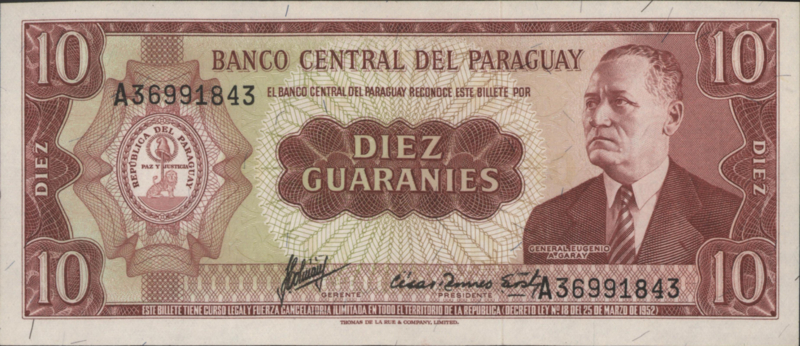 10
BANCO CENTRAL DEL PARAGUAY
10
A36991843
EL BANCO CENTRAL DEL PARAGUAY RECONOCE ESTE BILLETE POR
DIEZ
REPÚBLICA DEL PARAGUAY
PAZ Y JUSTICIA
DIEZ
GUARANIES
DIEZ
GENERAL EUGENIO
A. GARAY
10
GERENTE
PRESIDENTE
A36991843
10
ESTE BILLETE TIENE CURSO LEGAL Y FUERZA CANCELATORIA ILIMITADA EN TODO EL TERRITORIO DE LA REPUBLICA (DECRETO LEY Nº 18 DEL 25 DE MARZO DE 1952)
THOMAS DE LA RUE & COMPANY, LIMITED.